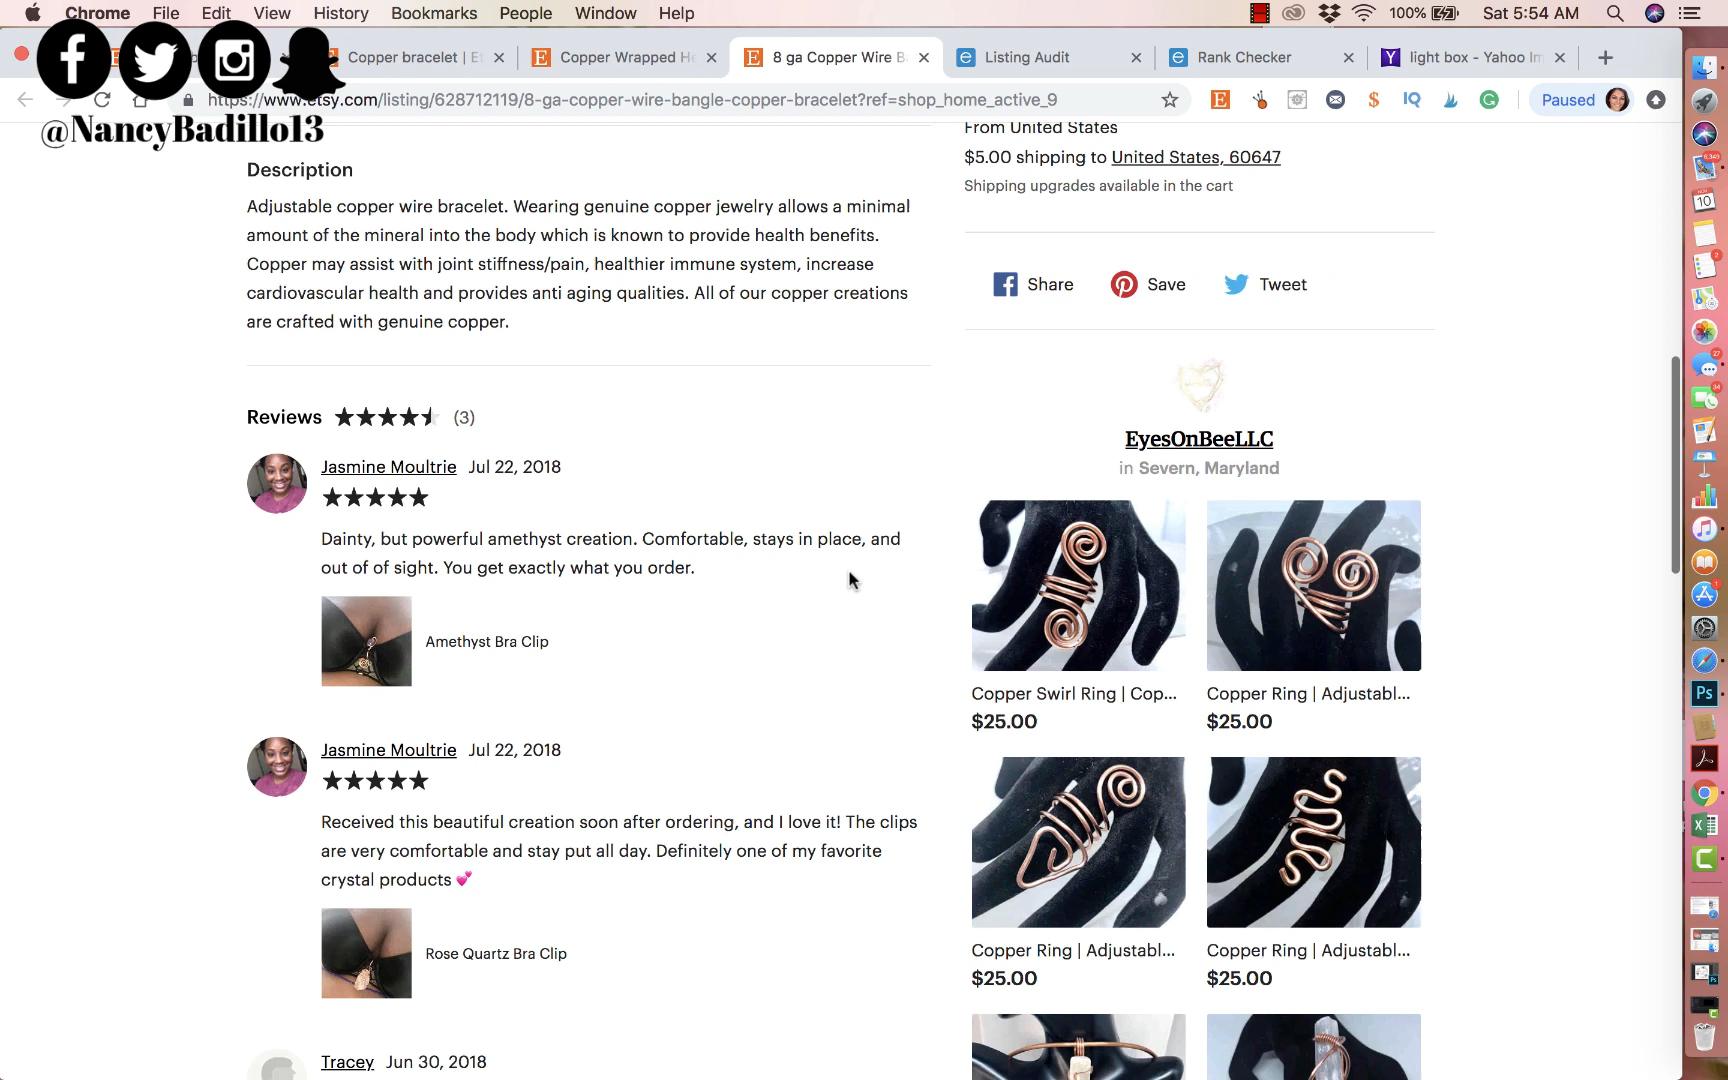 Chrome File Edit View History Bookmarks People Window Help
100% Sat 5:54 AM
Copper bracelet | Et
Copper Wrapped He
8 ga Copper Wire B
Listing Audit
Rank Checker
light box - Yahoo Im
https://www.etsy.com/listing/628712119/8-ga-copper-wire-bangle-copper-bracelet?ref=shop_home_active_9
Paused
@NancyBadillo13
From United States
$5.00 shipping to United States, 60647
Shipping upgrades available in the cart
Description
Adjustable copper wire bracelet. Wearing genuine copper jewelry allows a minimal
amount of the mineral into the body which is known to provide health benefits.
Copper may assist with joint stiffness/pain, healthier immune system, increase
cardiovascular health and provides anti aging qualities. All of our copper creations
are crafted with genuine copper.
Share Save Tweet
EyesOnBeeLLC
in Severn, Maryland
Reviews (3)
Jasmine Moultrie Jul 22, 2018
Dainty, but powerful amethyst creation. Comfortable, stays in place, and
out of of sight. You get exactly what you order.
Amethyst Bra Clip
Jasmine Moultrie Jul 22, 2018
Received this beautiful creation soon after ordering, and I love it! The clips
are very comfortable and stay put all day. Definitely one of my favorite
crystal products 💕
Rose Quartz Bra Clip
Tracey Jun 30, 2018
Copper Swirl Ring | Cop...
$25.00
Copper Ring | Adjustabl...
$25.00
Copper Ring | Adjustabl...
$25.00
Copper Ring | Adjustabl...
$25.00